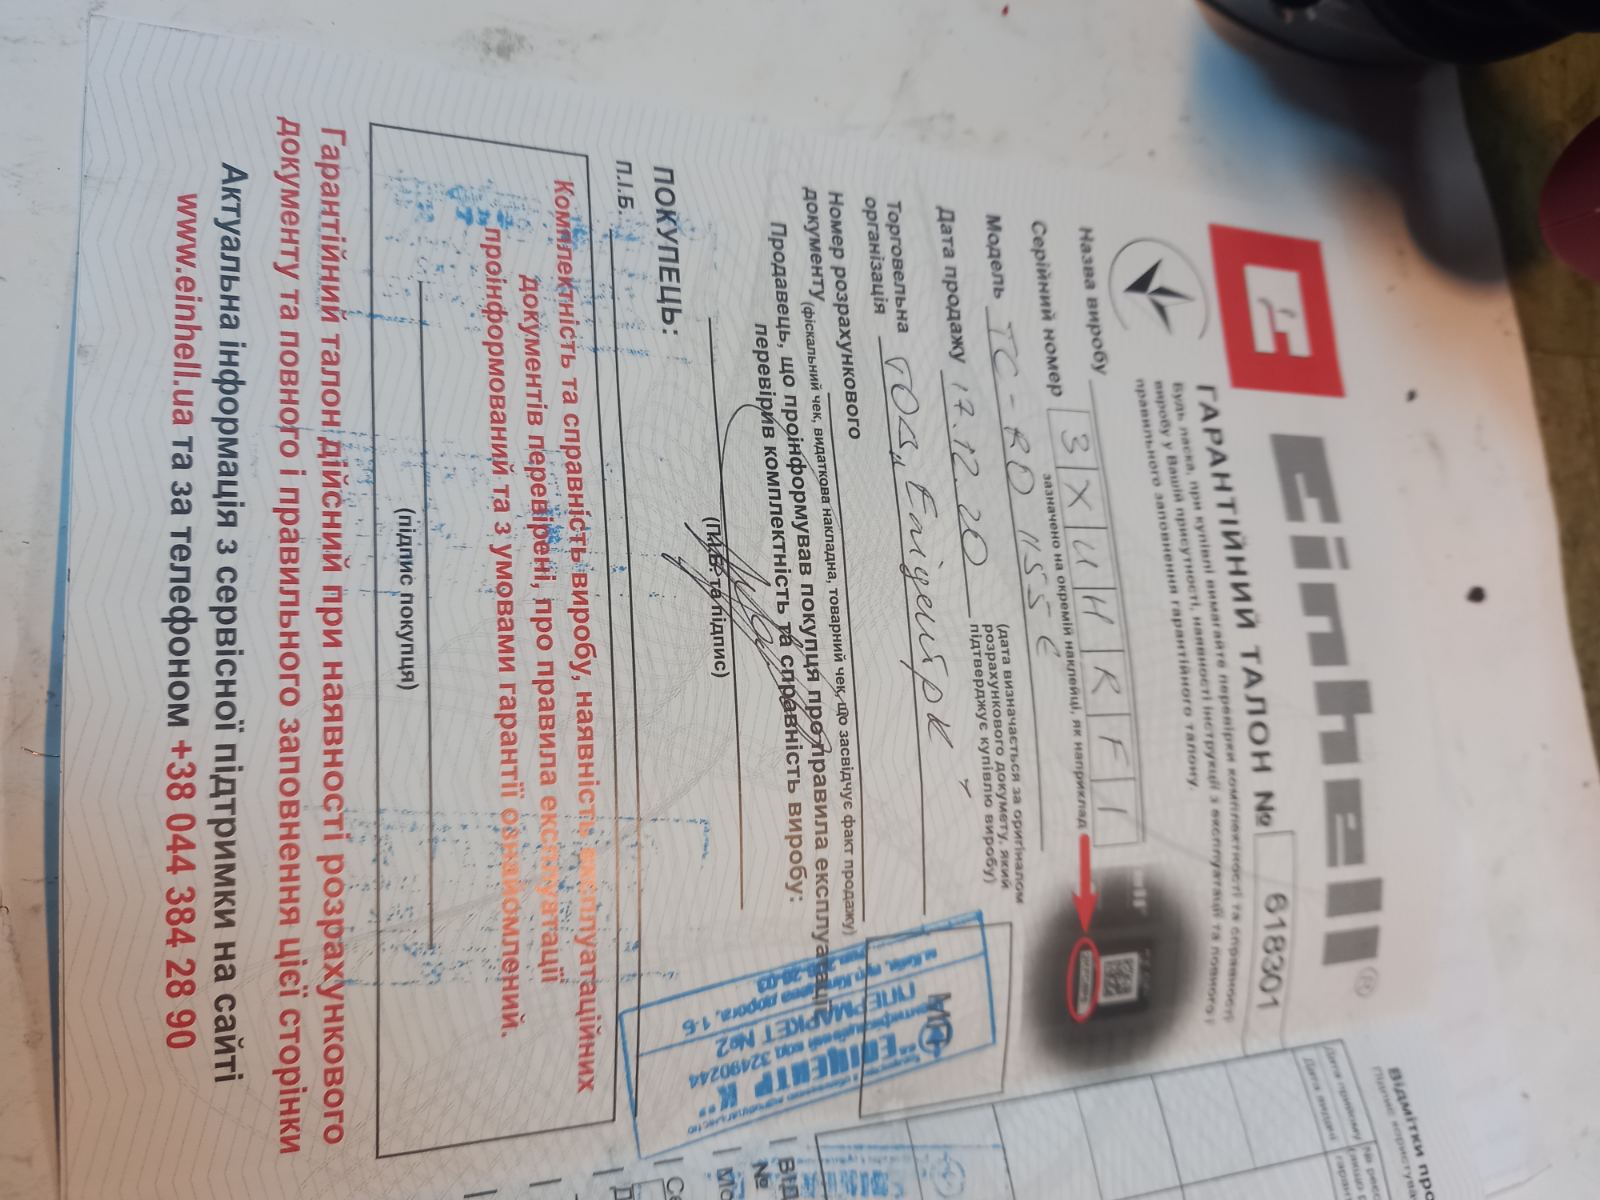 einhell®
ГАРАНТІЙНИЙ ТАЛОН № 618301
Будь ласка, при купівлі вимагайте перевірки комплектності та справності
виробу у Вашій присутності, наявності інструкції з експлуатації та повного і
правильного заповнення гарантійного талону.
Назва виробу
Серійний номер 3XUHRF1
зазначено на окремій наклейці, як наприклад
Модель TC-RO 1155 E
Дата продажу 17.12.20
(дата визначається за оригіналом
розрахункового документу, який
підтверджує купівлю виробу)
Торговельна
організація ТОВ "Епіцентр К"
Номер розрахункового
документу (фіскальний чек, видаткова накладна, товарний чек, що засвідчує факт продажу)
Продавець, що проінформував покупця про правила експлуатації,
перевірив комплектність та справність виробу:
(П.І.Б. та підпис)
МП
"ЕПІЦЕНТР К"
ідентифікаційний код 32490244
ГІПЕРМАРКЕТ №2
ПОКУПЕЦЬ:
П.І.Б.
Комплектність та справність виробу, наявність експлуатаційних
документів перевірені, про правила експлуатації
проінформований та з умовами гарантії ознайомлений.
(підпис покупця)
Гарантійний талон дійсний при наявності розрахункового
документу та повного і правильного заповнення цієї сторінки
Актуальна інформація з сервісної підтримки на сайті
www.einhell.ua та за телефоном +38 044 384 28 90